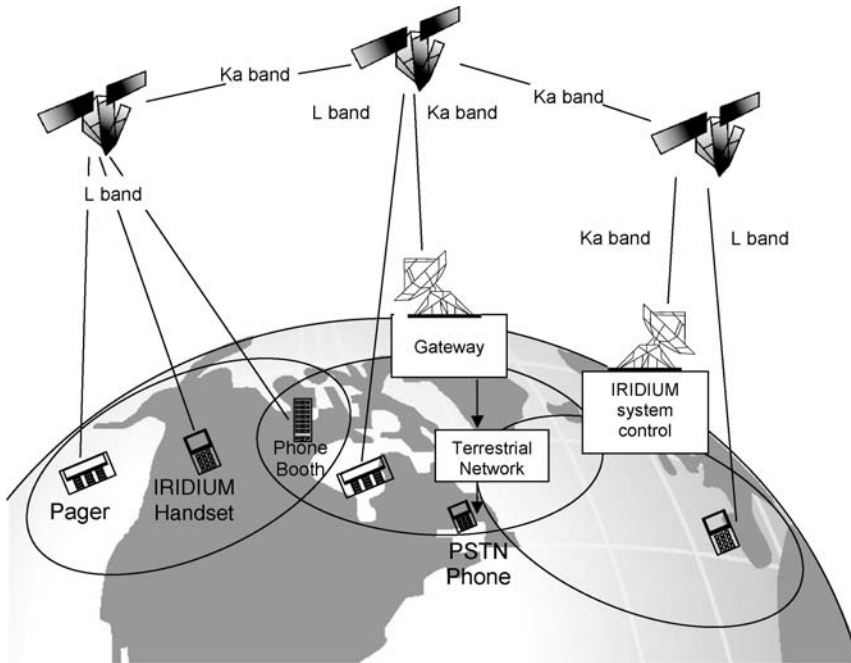 Ka band
L band
Ka band
Ka band
L band
Ka band
L band
Gateway
IRIDIUM
system
control
Phone
Booth
Terrestrial
Network
Pager
IRIDIUM
Handset
PSTN
Phone